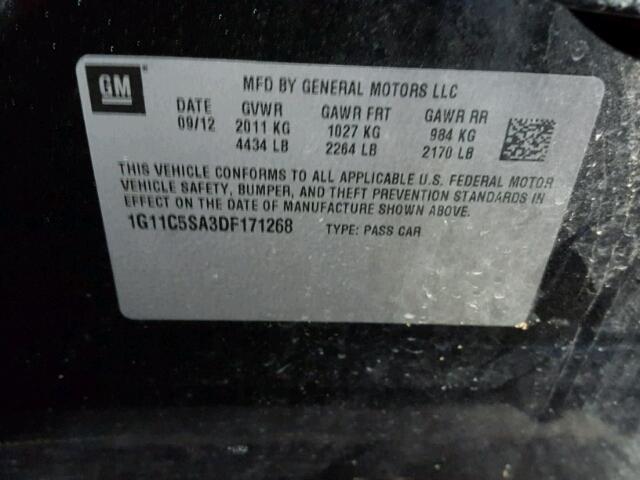 GM
MFD BY GENERAL MOTORS LLC
DATE GVWR GAWR FRT GAWR RR
09/12 2011 KG 1027 KG 984 KG
4434 LB 2264 LB 2170 LB
THIS VEHICLE CONFORMS TO ALL APPLICABLE U.S. FEDERAL MOTOR
VEHICLE SAFETY, BUMPER, AND THEFT PREVENTION STANDARDS IN
EFFECT ON THE DATE OF MANUFACTURE SHOWN ABOVE.
1G11C5SA3DF171268 TYPE: PASS CAR